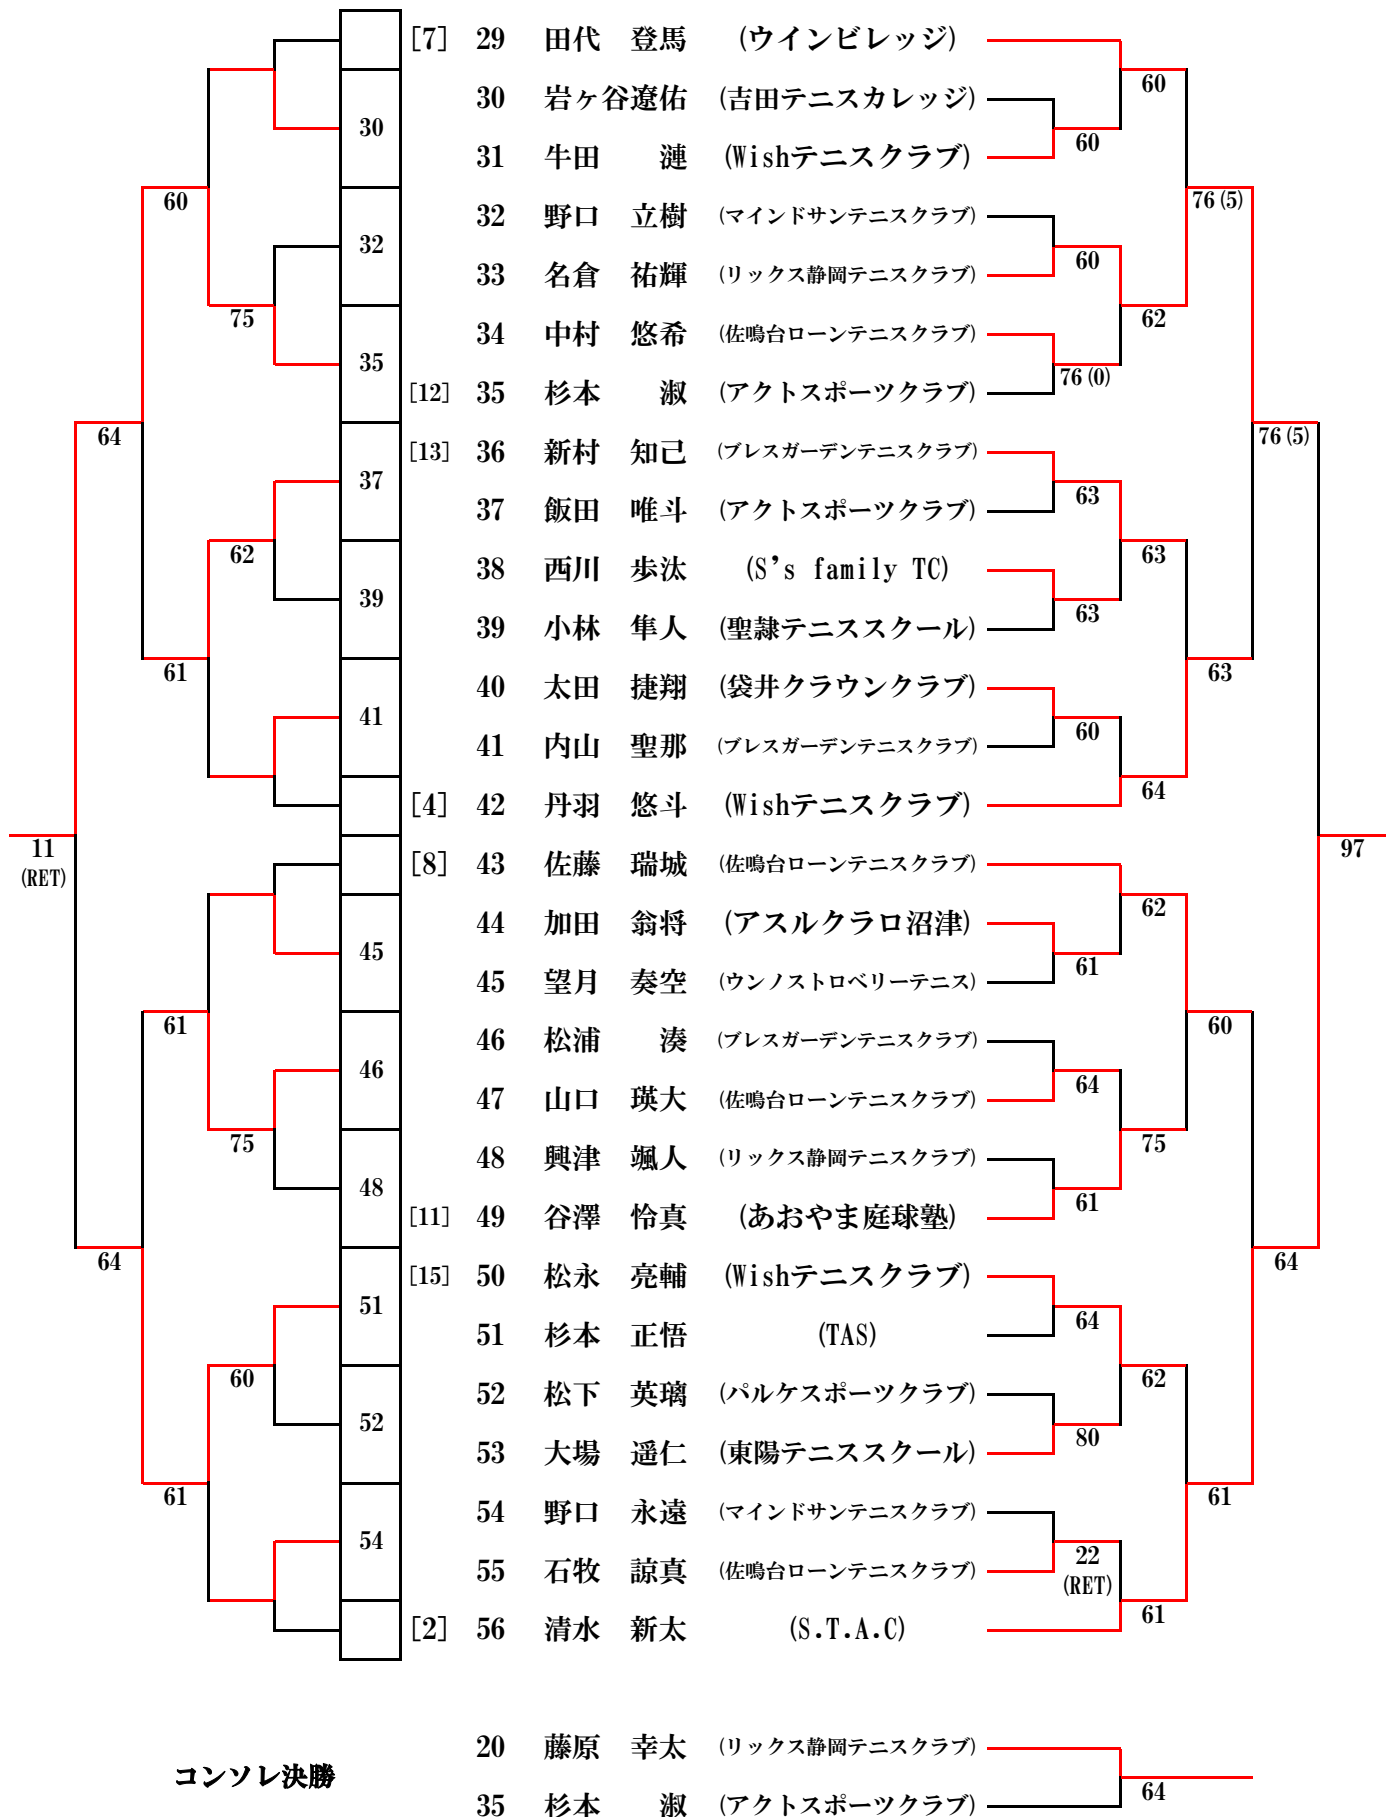 [7] 29 田代 登馬 (ウインビレッジ)
60
30 岩ヶ谷遼佑 (吉田テニスカレッジ)
30
60
31 牛田 漣 (Wishテニスクラブ)
60
76(5)
32 野口 立樹 (マインドサンテニスクラブ)
32
60
33 名倉 祐輝 (リックス静岡テニスクラブ)
75
62
34 中村 悠希 (佐鳴台ローンテニスクラブ)
35
76(0)
[12] 35 杉本 淑 (アクトスポーツクラブ)
64
76(5)
[13] 36 新村 知己 (ブレスガーデンテニスクラブ)
37
63
37 飯田 唯斗 (アクトスポーツクラブ)
62
63
38 西川 歩汰 (S’s family TC)
39
63
39 小林 隼人 (聖隷テニススクール)
61
63
40 太田 捷翔 (袋井クラウンクラブ)
41
60
41 内山 聖那 (ブレスガーデンテニスクラブ)
64
[4] 42 丹羽 悠斗 (Wishテニスクラブ)
11
(RET)
97
[8] 43 佐藤 瑞城 (佐鳴台ローンテニスクラブ)
62
44 加田 翁将 (アスルクラロ沼津)
45
61
45 望月 奏空 (ウンノストロベリーテニス)
61
60
46 松浦 湊 (ブレスガーデンテニスクラブ)
46
64
47 山口 瑛大 (佐鳴台ローンテニスクラブ)
75
75
48 興津 颯人 (リックス静岡テニスクラブ)
48
61
[11] 49 谷澤 怜真 (あおやま庭球塾)
64
64
[15] 50 松永 亮輔 (Wishテニスクラブ)
51
64
51 杉本 正悟 (TAS)
60
62
52 松下 英璃 (パルケスポーツクラブ)
52
80
53 大場 遥仁 (東陽テニススクール)
61
61
54 野口 永遠 (マインドサンテニスクラブ)
54
22
(RET)
55 石牧 諒真 (佐鳴台ローンテニスクラブ)
61
[2] 56 清水 新太 (S.T.A.C)
コンソレ決勝
20 藤原 幸太 (リックス静岡テニスクラブ)
64
35 杉本 淑 (アクトスポーツクラブ)